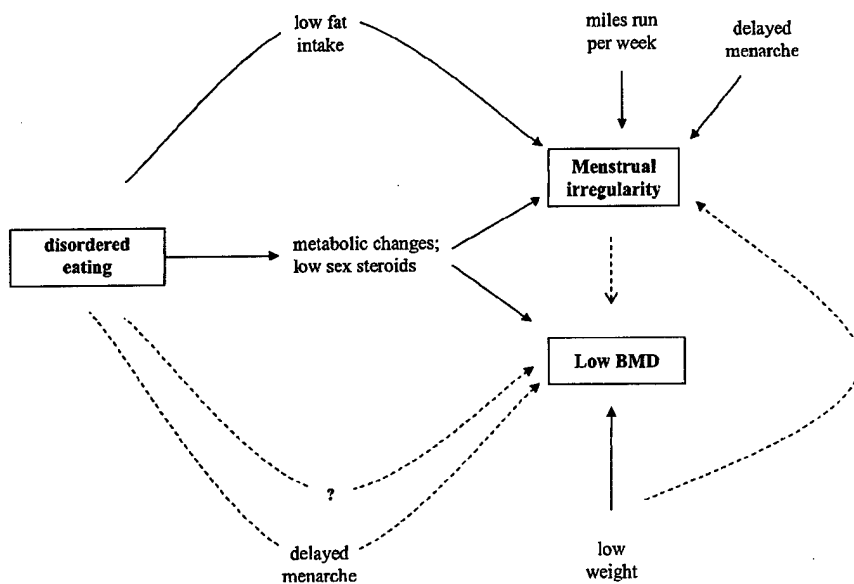 low fat
intake
miles run
per week
delayed
menarche
Menstrual
irregularity
disordered
eating
metabolic changes;
low sex steroids
Low BMD
?
delayed
menarche
low
weight